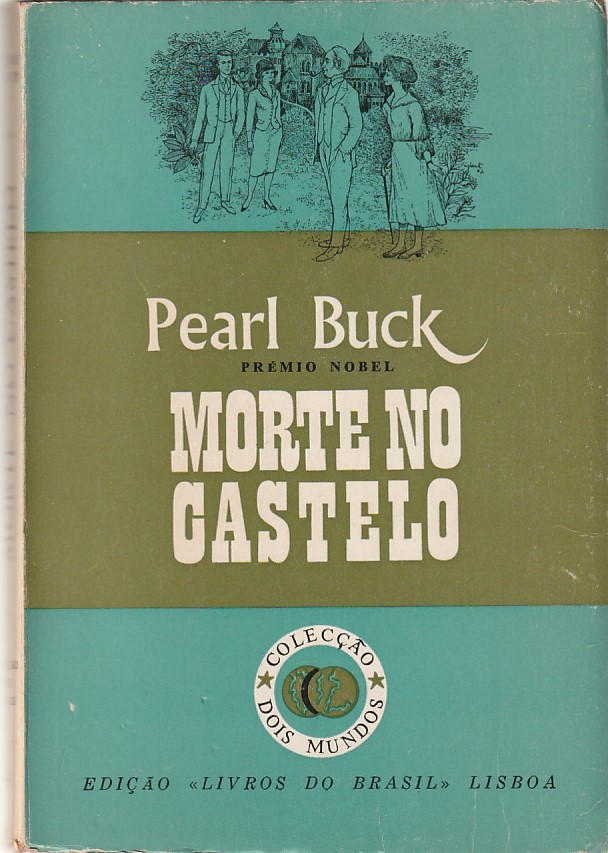 Pearl Buck
PRÉMIO NOBEL
MORTE NO
CASTELO
COLECÇÃO
DOIS MUNDOS
EDIÇÃO «LIVROS DO BRASIL» LISBOA